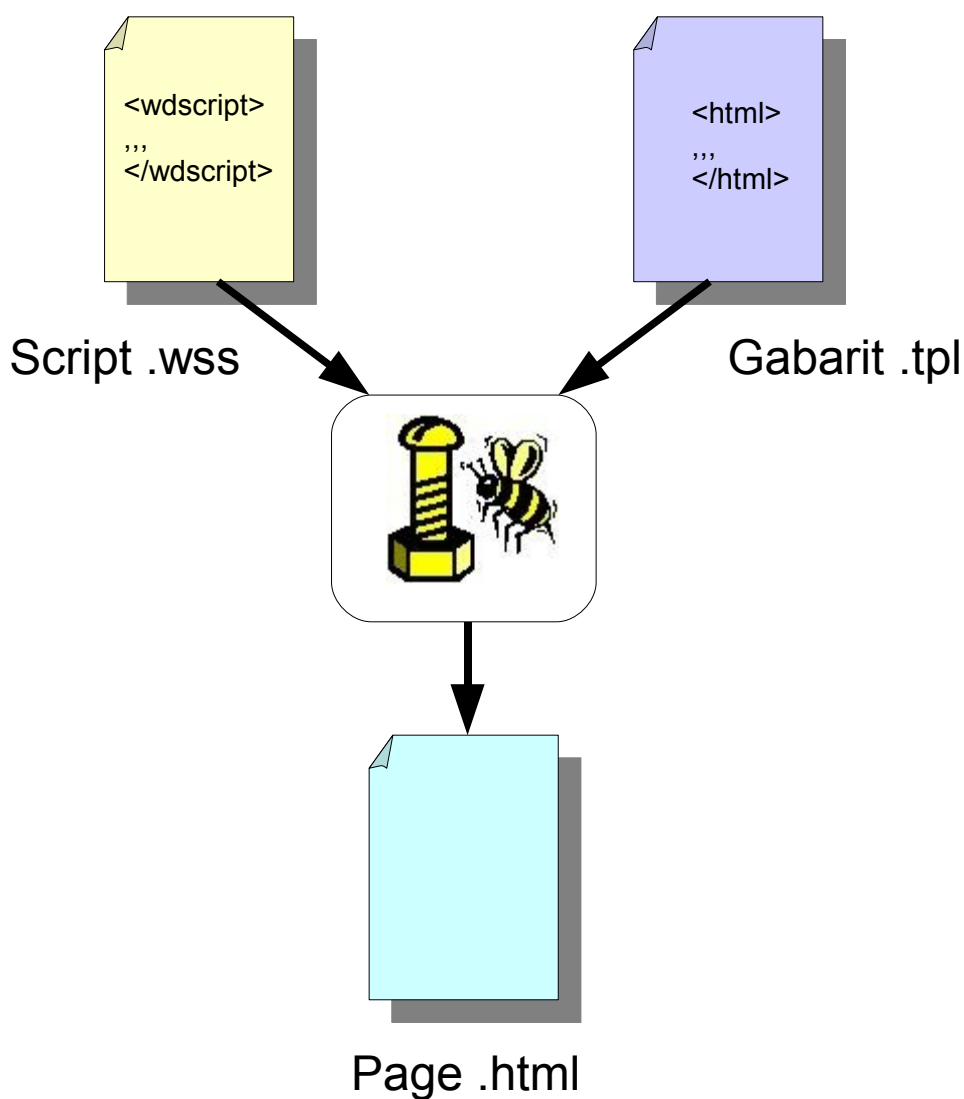 <wdscript>
,,,
</wdscript>
<html>
,,,
</html>
Script .wss
Gabarit .tpl
Page .html